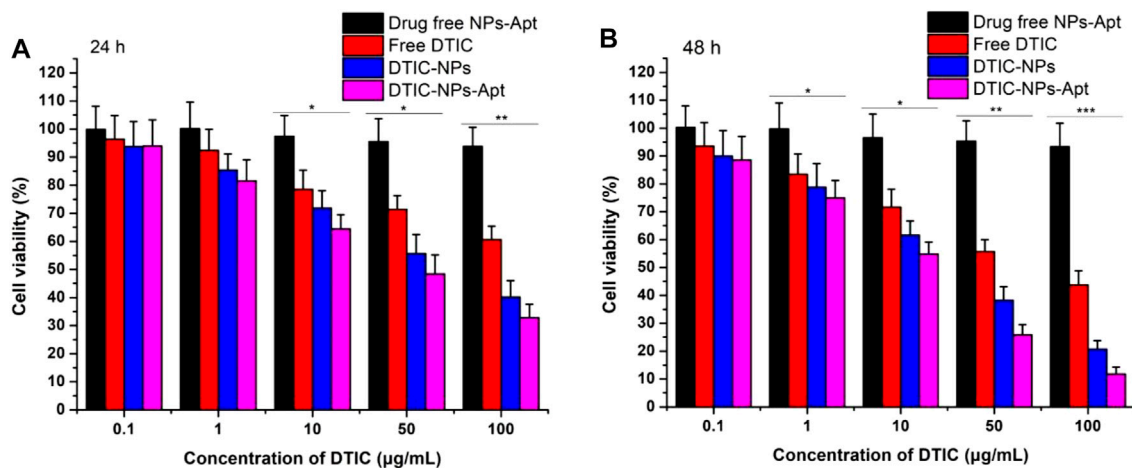 A
24 h
Drug free NPs-Apt
Free DTIC
DTIC-NPs
DTIC-NPs-Apt
120
110
100
90
80
70
60
50
40
30
20
10
0
Cell viability (%)
*
*
**
0.1 1 10 50 100
Concentration of DTIC (µg/mL)
B
48 h
Drug free NPs-Apt
Free DTIC
DTIC-NPs
DTIC-NPs-Apt
120
110
100
90
80
70
60
50
40
30
20
10
0
Cell viability (%)
*
*
**
***
0.1 1 10 50 100
Concentration of DTIC (µg/mL)